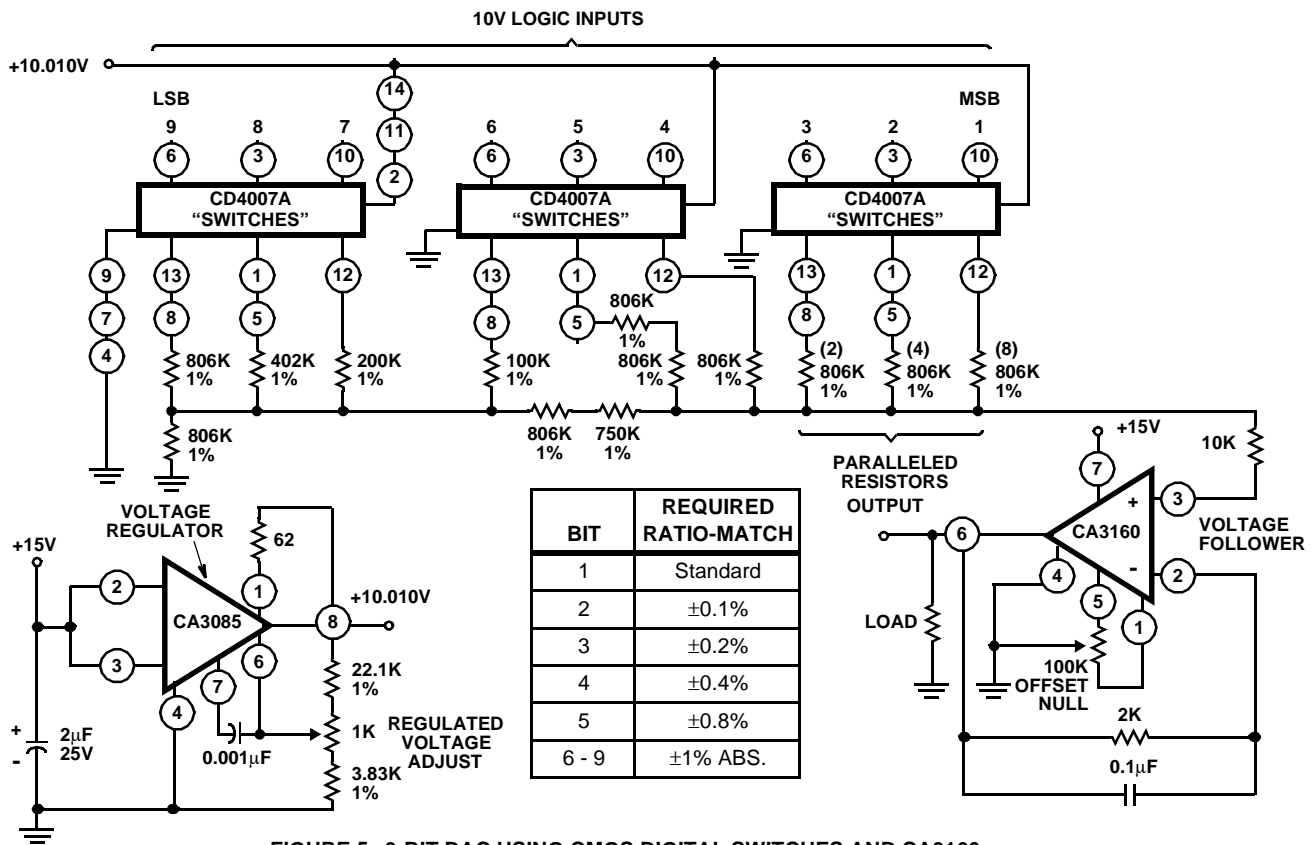 10V LOGIC INPUTS
+10.010V
LSB
MSB
14
11
2
9 8 7
6 5 4
3 2 1
6 3 10
6 3 10
6 3 10
CD4007A
“SWITCHES”
CD4007A
“SWITCHES”
CD4007A
“SWITCHES”
9
7
4
13 1 12
8 5
13 1 12
8 5
13 1 12
8 5
806K
1%
402K
1%
200K
1%
100K
1%
806K
1%
806K
1%
806K
1%
(2)
806K
1%
(4)
806K
1%
(8)
806K
1%
806K
1%
806K
1%
750K
1%
PARALLELED
RESISTORS
OUTPUT
+15V
10K
7
3
+
CA3160
-
VOLTAGE
FOLLOWER
6
4
2
5
1
LOAD
100K
OFFSET
NULL
2K
0.1μF
VOLTAGE
REGULATOR
+15V
62
2
3
CA3085
1
8
+10.010V
6
7
4
22.1K
1%
1K
REGULATED
VOLTAGE
ADJUST
3.83K
1%
0.001μF
+
2μF
25V
-
BIT REQUIRED RATIO-MATCH
1 Standard
2 ±0.1%
3 ±0.2%
4 ±0.4%
5 ±0.8%
6 - 9 ±1% ABS.